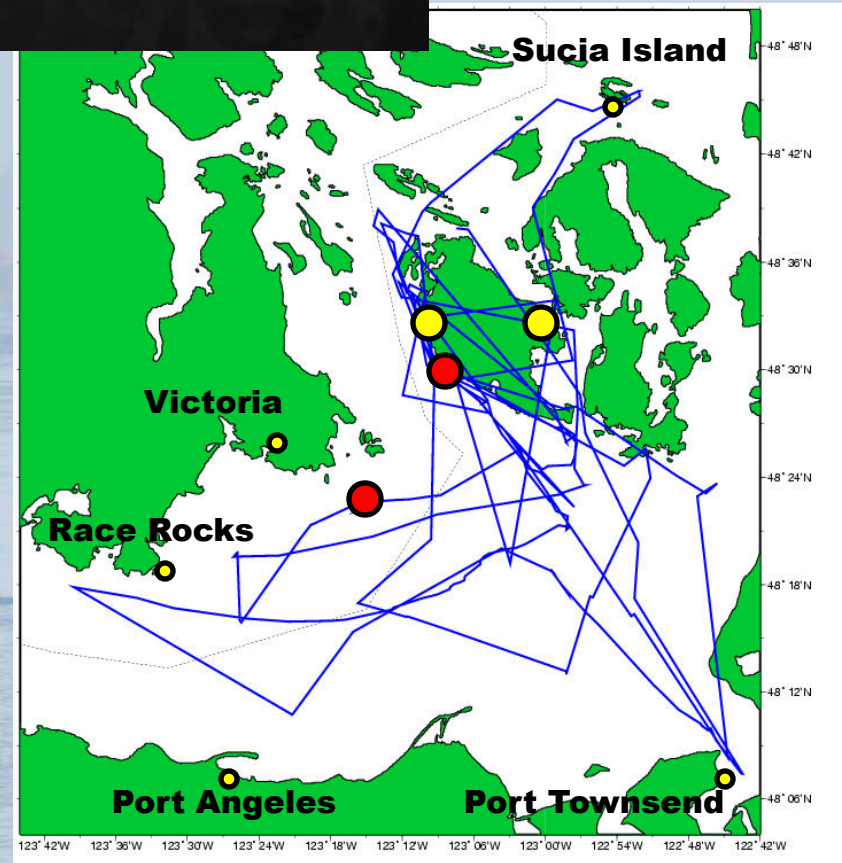 Sucia Island
48˚ 48'N
48˚ 42'N
48˚ 36'N
48˚ 30'N
Victoria
48˚ 24'N
Race Rocks
48˚ 18'N
48˚ 12'N
Port Angeles
Port Townsend
48˚ 06'N
123˚ 42'W 123˚ 36'W 123˚ 30'W 123˚ 24'W 123˚ 18'W 123˚ 12'W 123˚ 06'W 123˚ 00'W 122˚ 54'W 122˚ 48'W 122˚ 42'W